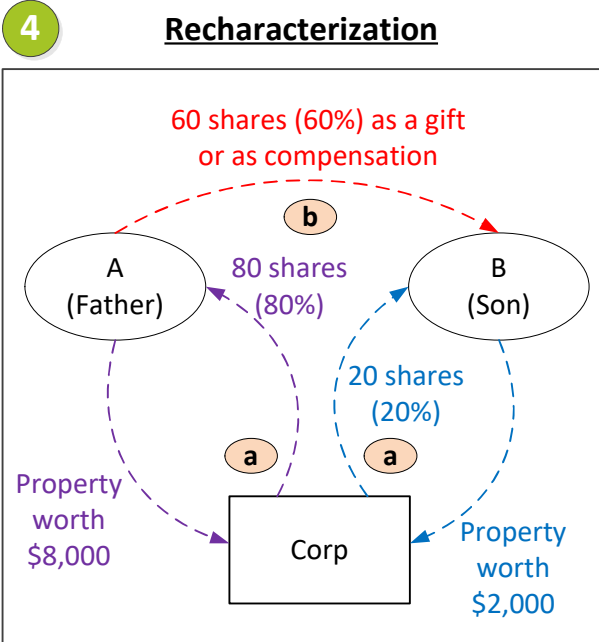 4
Recharacterization
60 shares (60%) as a gift
or as compensation
b
A
(Father)
80 shares
(80%)
B
(Son)
20 shares
(20%)
a
a
Property
worth
$8,000
Corp
Property
worth
$2,000